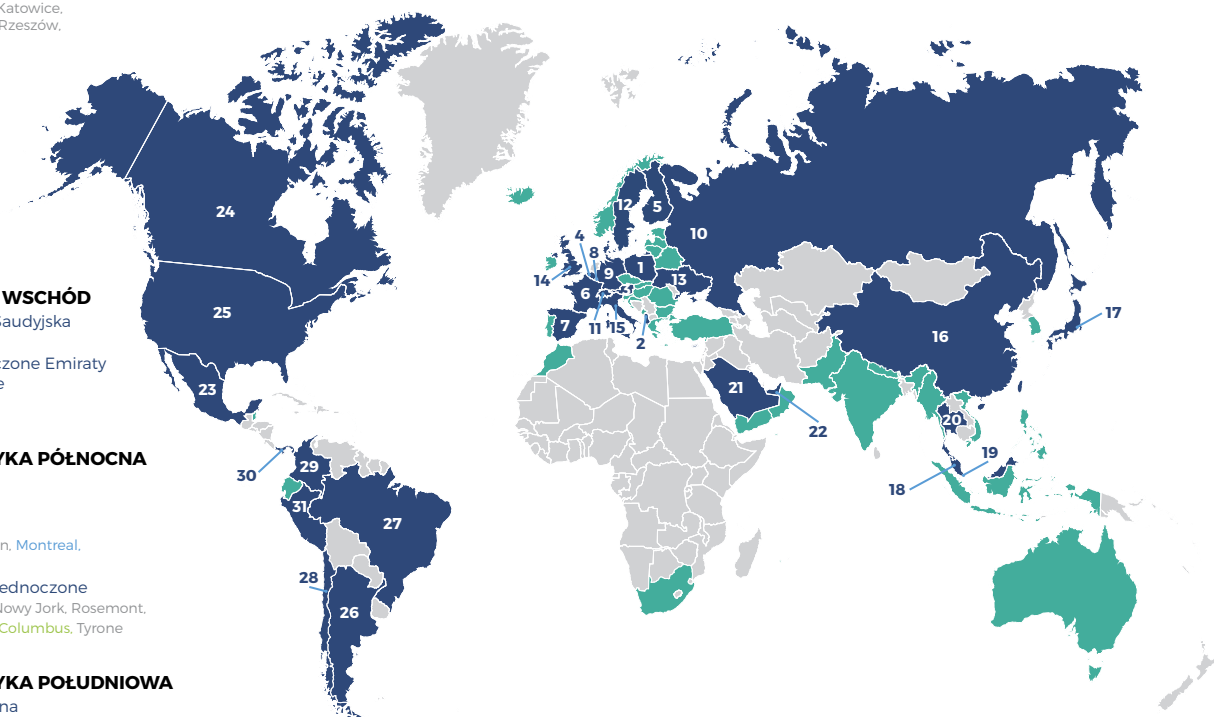 Katowice,
Rzeszów,
WSCHÓD
Saudyjska
czone Emiraty
e
YKA PÓŁNOCNA
n, Montreal,
ednoczone
Nowy Jork, Rosemont,
Columbus, Tyrone
YKA POŁUDNIOWA
na
24
25
23
30
29
31
27
28
26
12
5
10
4
8
9
1
14
13
6
3
7
11
15
2
17
16
21
22
20
19
18